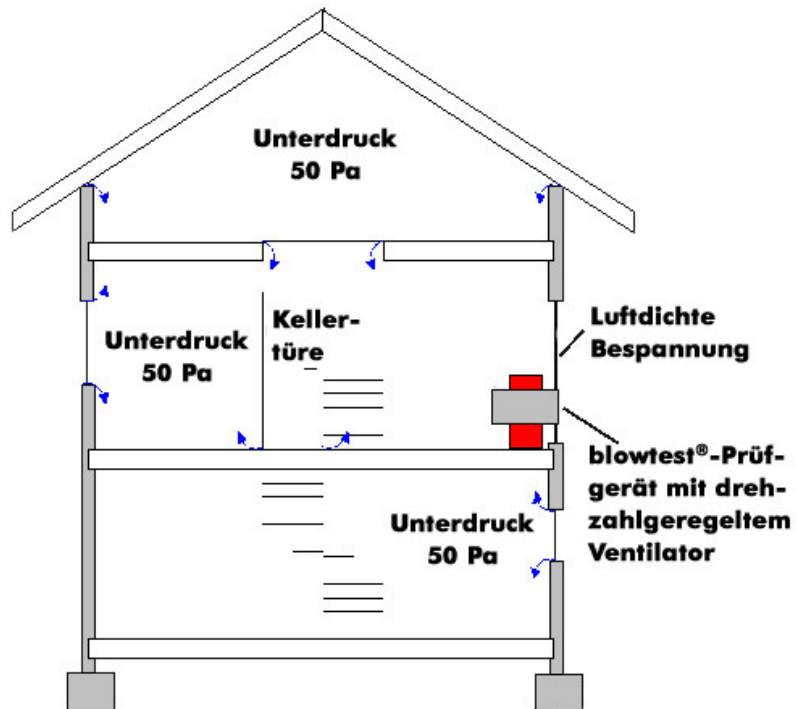 Unterdruck
50 Pa
Unterdruck
50 Pa
Keller-
türe
Luftdichte
Bespannung
blowtest®-Prüf-
gerät mit dreh-
zahlgeregeltem
Ventilator
Unterdruck
50 Pa